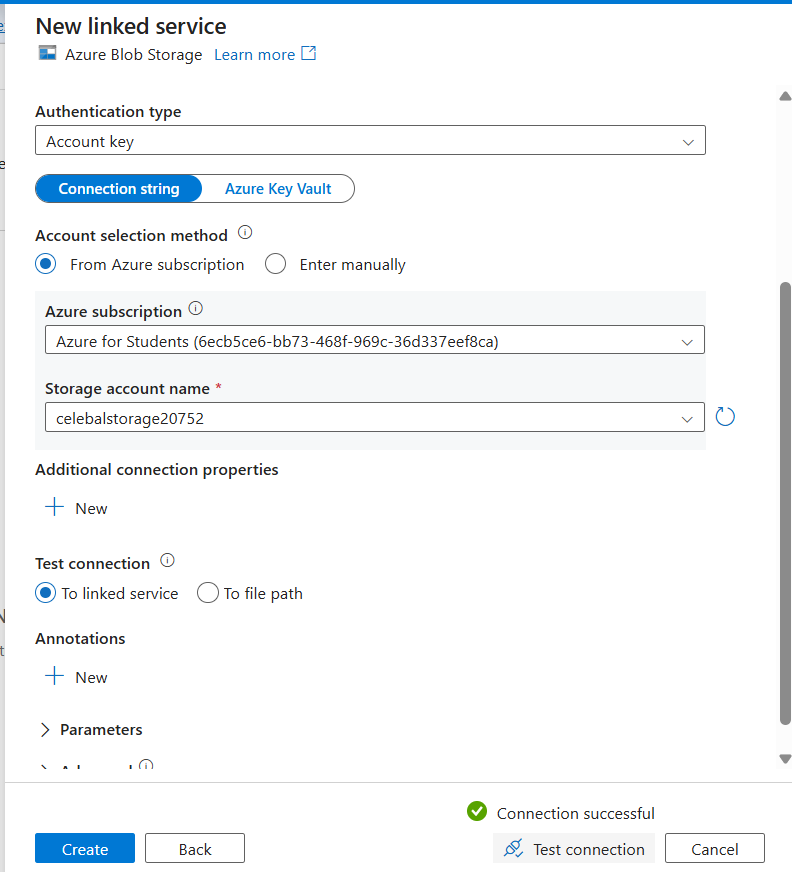 New linked service
Azure Blob Storage Learn more
Authentication type
Account key
Connection string Azure Key Vault
Account selection method
From Azure subscription Enter manually
Azure subscription
Azure for Students (6ecb5ce6-bb73-468f-969c-36d337eef8ca)
Storage account name *
celebalstorage20752
Additional connection properties
New
Test connection
To linked service To file path
Annotations
New
Parameters
Connection successful
Create Back Test connection Cancel